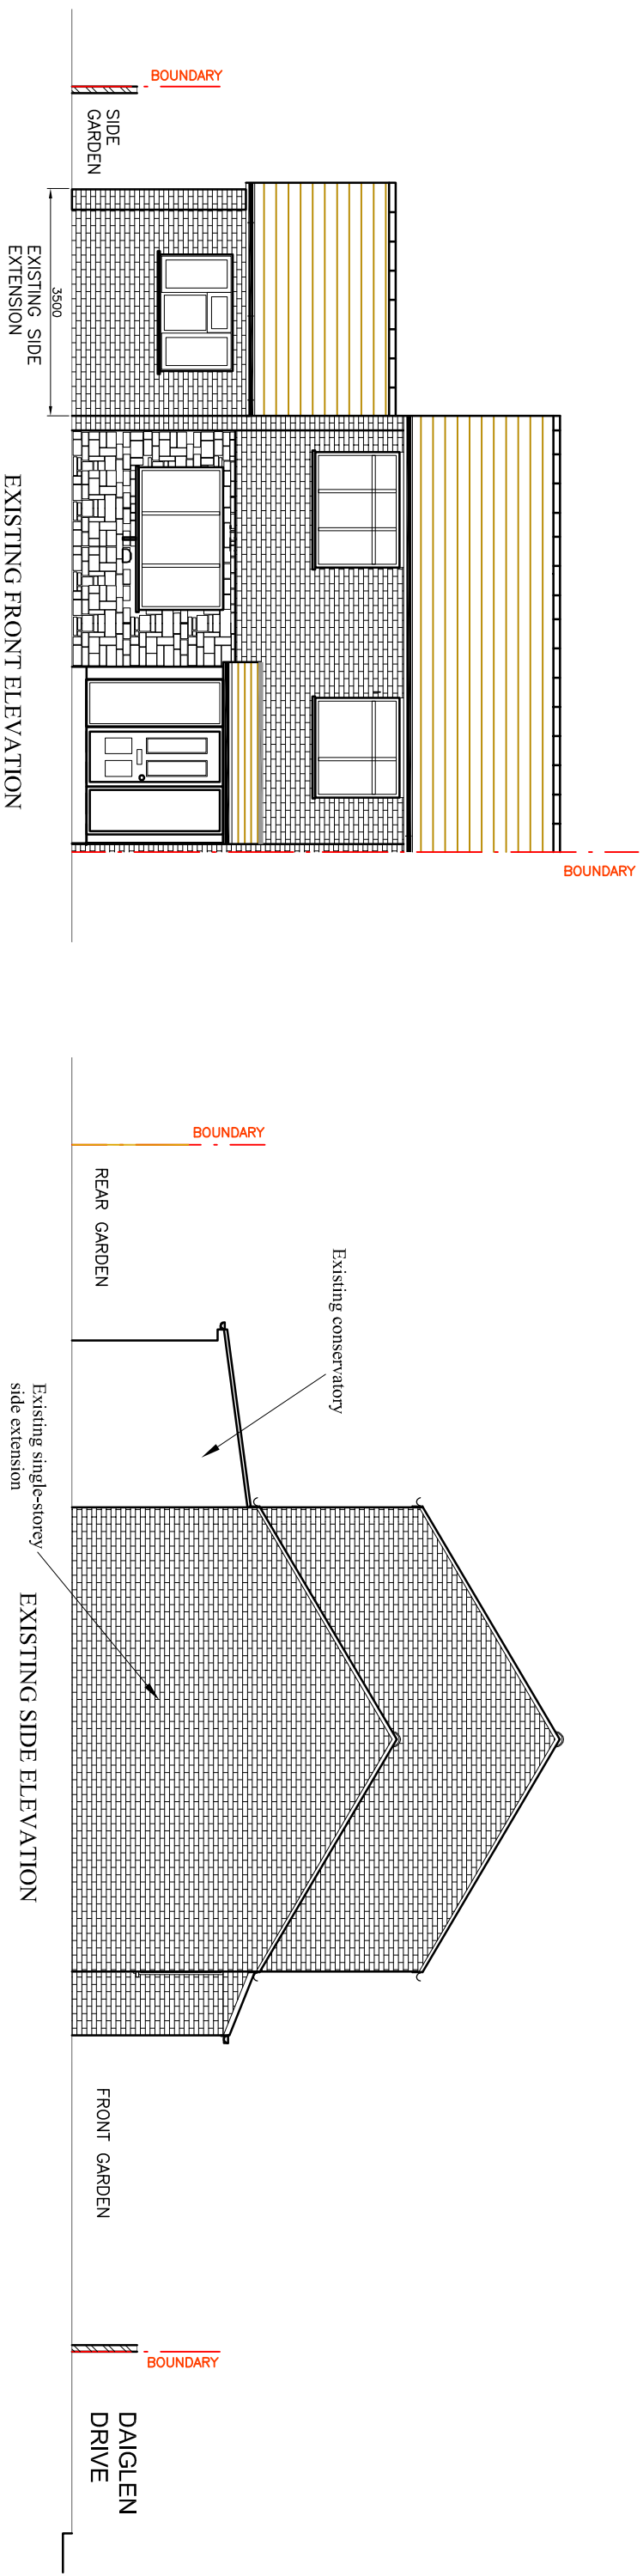 BOUNDARY
SIDE
GARDEN
3500
EXISTING SIDE
EXTENSION
EXISTING FRONT ELEVATION
BOUNDARY
BOUNDARY
REAR GARDEN
Existing conservatory
Existing single-storey
side extension
EXISTING SIDE ELEVATION
FRONT GARDEN
BOUNDARY
DAIGLEN
DRIVE